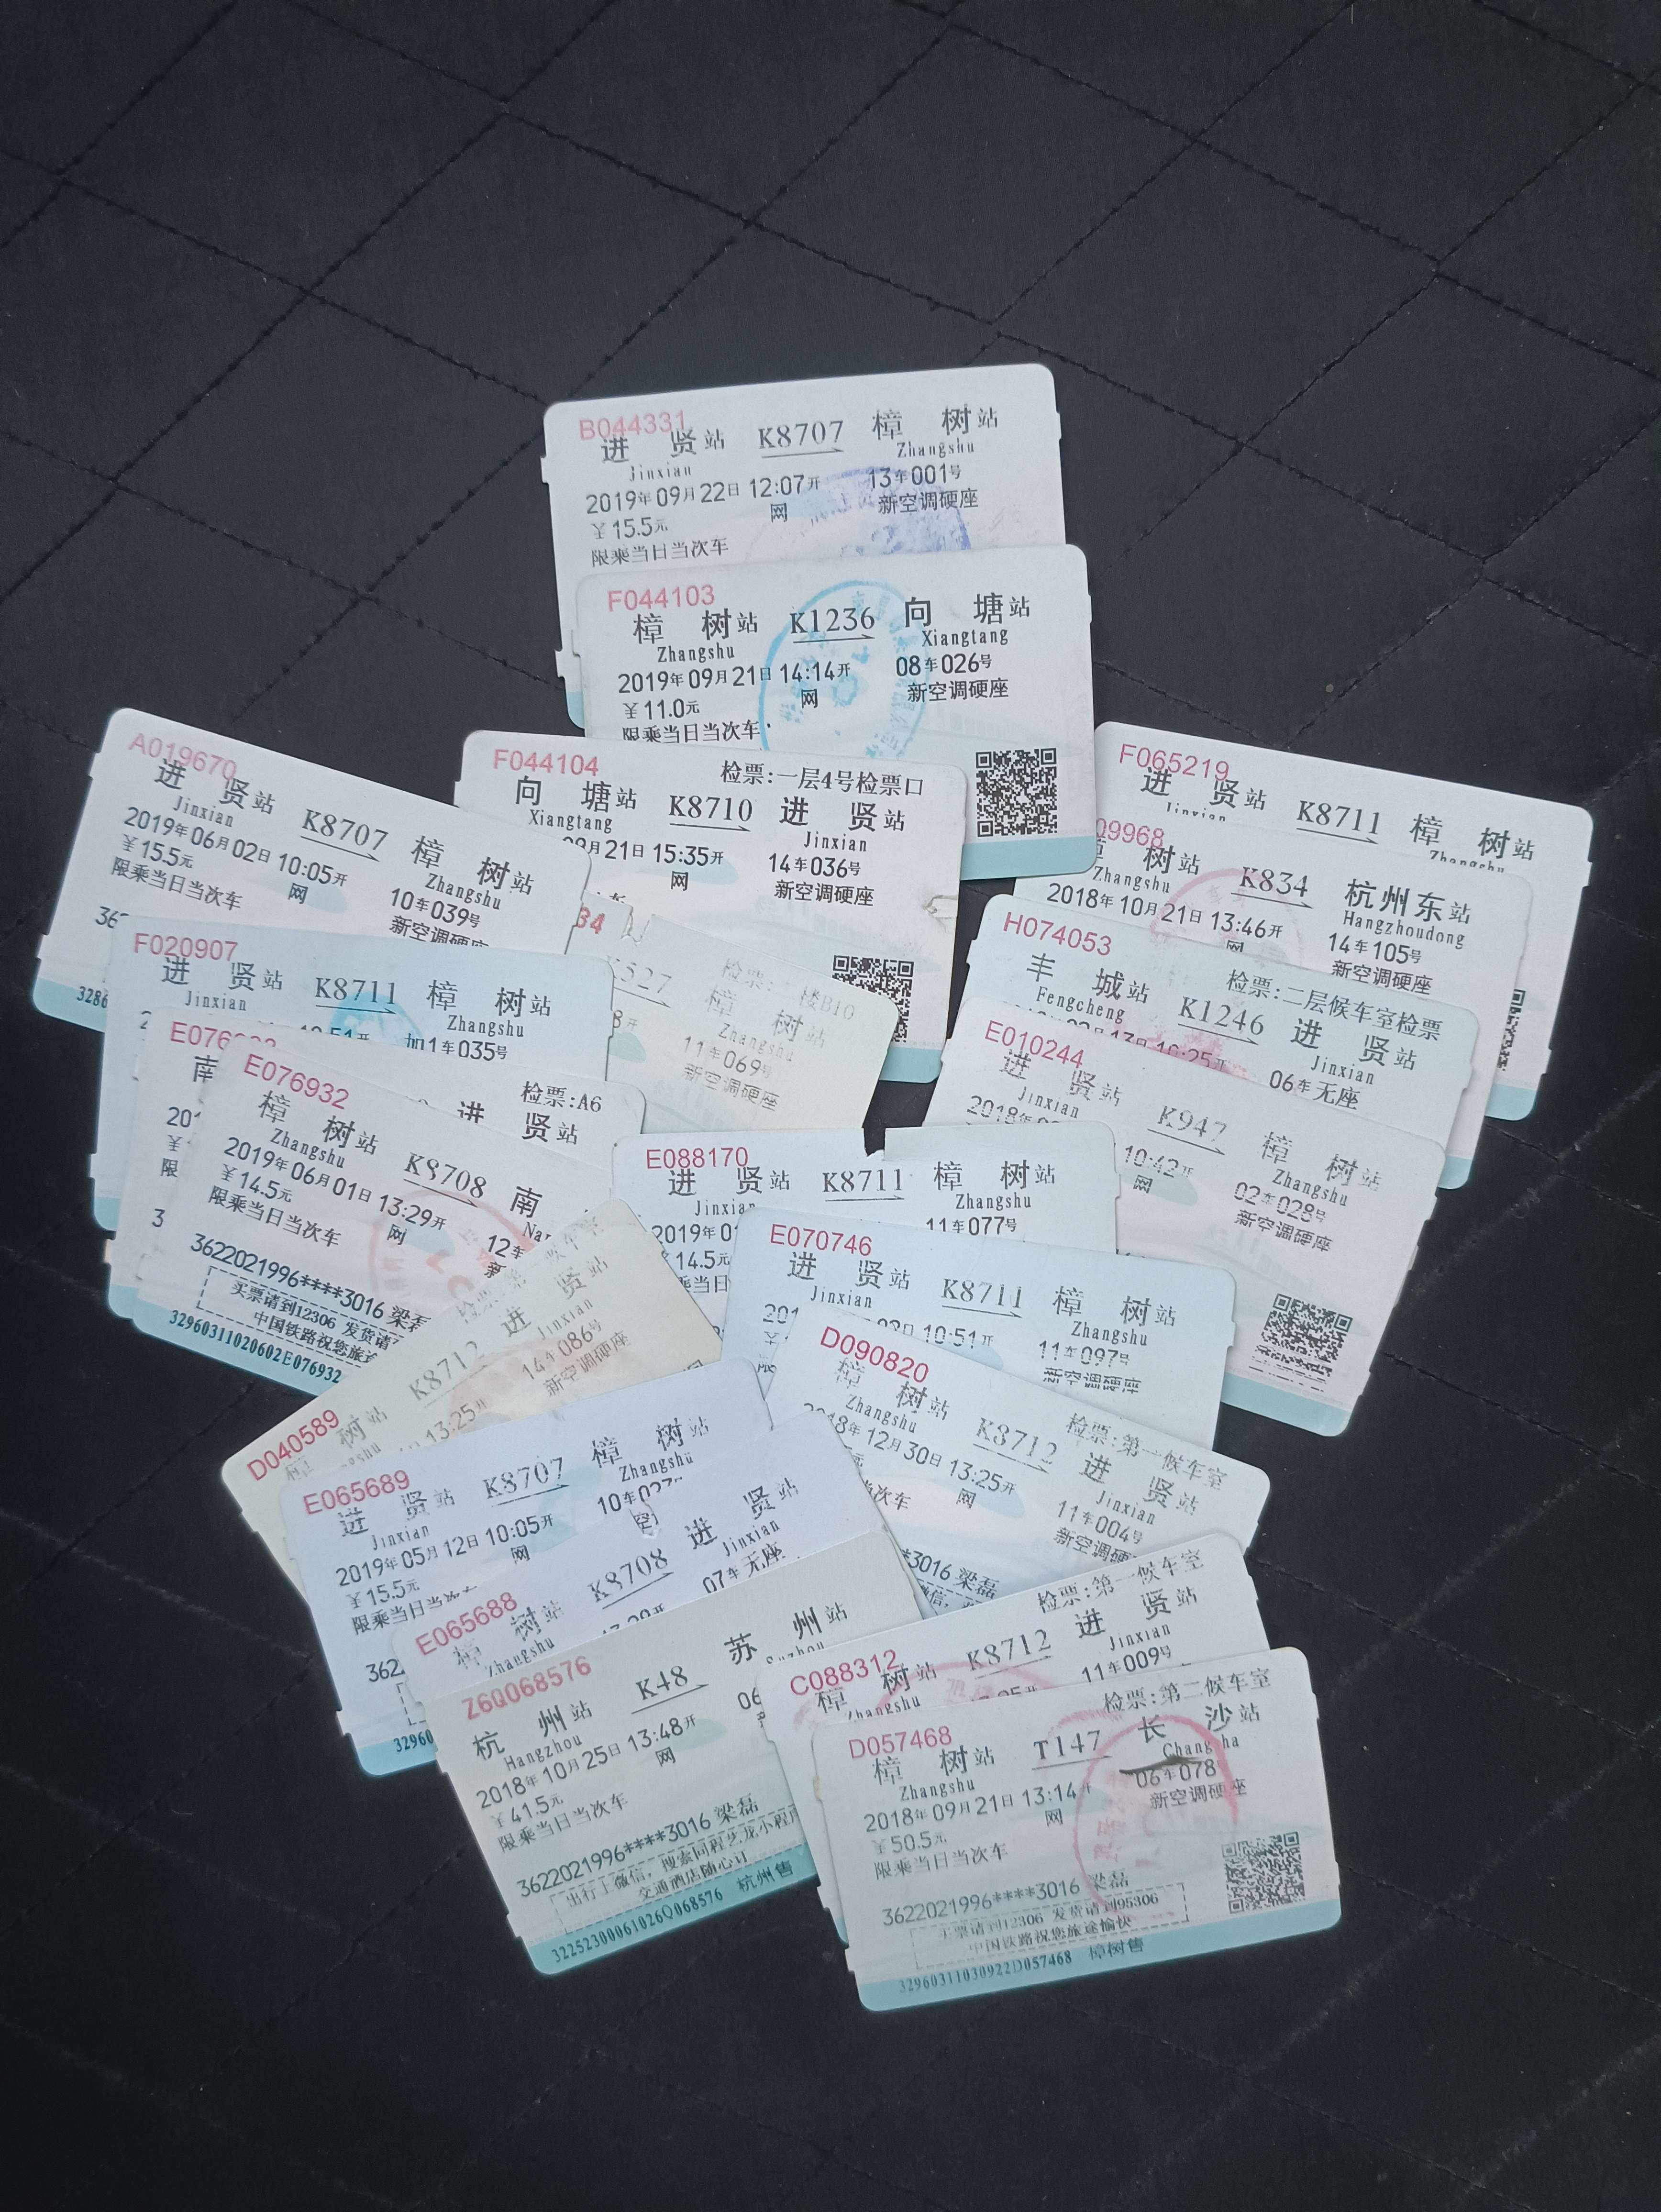 B044331
进贤站 K8707 樟树站
Jinxian Zhangshu
2019年09月22日 12:07开 13车001号
¥15.5元 网 新空调硬座
限乘当日当次车
F044103
樟树站 K1236 向塘站
Zhangshu Xiangtang
2019年09月21日 14:14开 08车026号
¥11.0元 网 新空调硬座
限乘当日当次车
A019670
进贤站 K8707 樟树站
Jinxian Zhangshu
2019年06月02日 10:05开 10车039号
¥15.5元 网 新空调硬座
限乘当日当次车
36
3286
F044104 检票:一层4号检票口
向塘站 K8710 进贤站
Xiangtang Jinxian
月21日 15:35开 14车036号
网 新空调硬座
F065219
进贤站 K8711 樟树站
Jinxian Zhangshu
09968
树站 K834 杭州东站
Zhangshu Hangzhoudong
2018年10月21日 13:46开 14车105号
网 新空调硬座
H074053 检票:二层候车室检票
丰城站 K1246 进贤站
Fengcheng Jinxian
13日 16:25开 06车无座
F020907
进贤站 K8711 樟树站
Jinxian Zhangshu
10:51开 加1车035号
34
K527 樟树站
Zhangshu
11车069号
新空调硬座
E010244
进贤站 K947 樟树站
Jinxian Zhangshu
2018年 10:42开 02车028号
网 新空调硬座
E076
南 检票:A6
进贤站
20
限
3
E076932
樟树站 K8708 南
Zhangshu Na
2019年06月01日 13:29开 12车
¥14.5元 网 新
限乘当日当次车
3622021996****3016 梁磊
买票请到12306 发货请
中国铁路祝您旅途
32960311020602E076932
E088170
进贤站 K8711 樟树站
Jinxian Zhangshu
2019年0 11车077号
14.5元
乘当日
E070746
进贤站 K8711 樟树站
Jinxian Zhangshu
201 10:51开 11车097号
网 新空调硬座
D090820 检票:第一候车室
樟树站 K8712 进贤站
Zhangshu Jinxian
2018年12月30日 13:25开 11车004号
网 新空调硬
次车
*3016 梁磊
D040589
樟树站 K8712 进贤站
Jinxian
13:25开 14车086号
新空调硬座
E065689
进贤站 K8707 樟树站
Jinxian Zhangshu
2019年05月12日 10:05开 10车
¥15.5元 网
限乘当日当
362
32960
E065688
樟树站 K8708 进贤站
Zhangshu Jinxian
07车无座
Z6Q068576
杭州站 K48 苏州站
Hangzhou Suzhou
2018年10月25日 13:48开 06
¥41.5元 网
限乘当日当次车
3622021996****3016 梁磊
出行上微信, 搜索同程艺龙小程序
交通酒店随心订
32252300061026Q068576 杭州售
C088312 检票:第一候车室
樟树站 K8712 进贤站
Zhangshu Jinxian
11车009号
D057468 检票:第二候车室
樟树站 T147 长沙站
Zhangshu Changsha
2018年09月21日 13:14开 06车078
¥50.5元 网 新空调硬座
限乘当日当次车
3622021996****3016 梁磊
买票请到12306 发货请到95306
中国铁路祝您旅途愉快
32960311030922D057468 樟树售